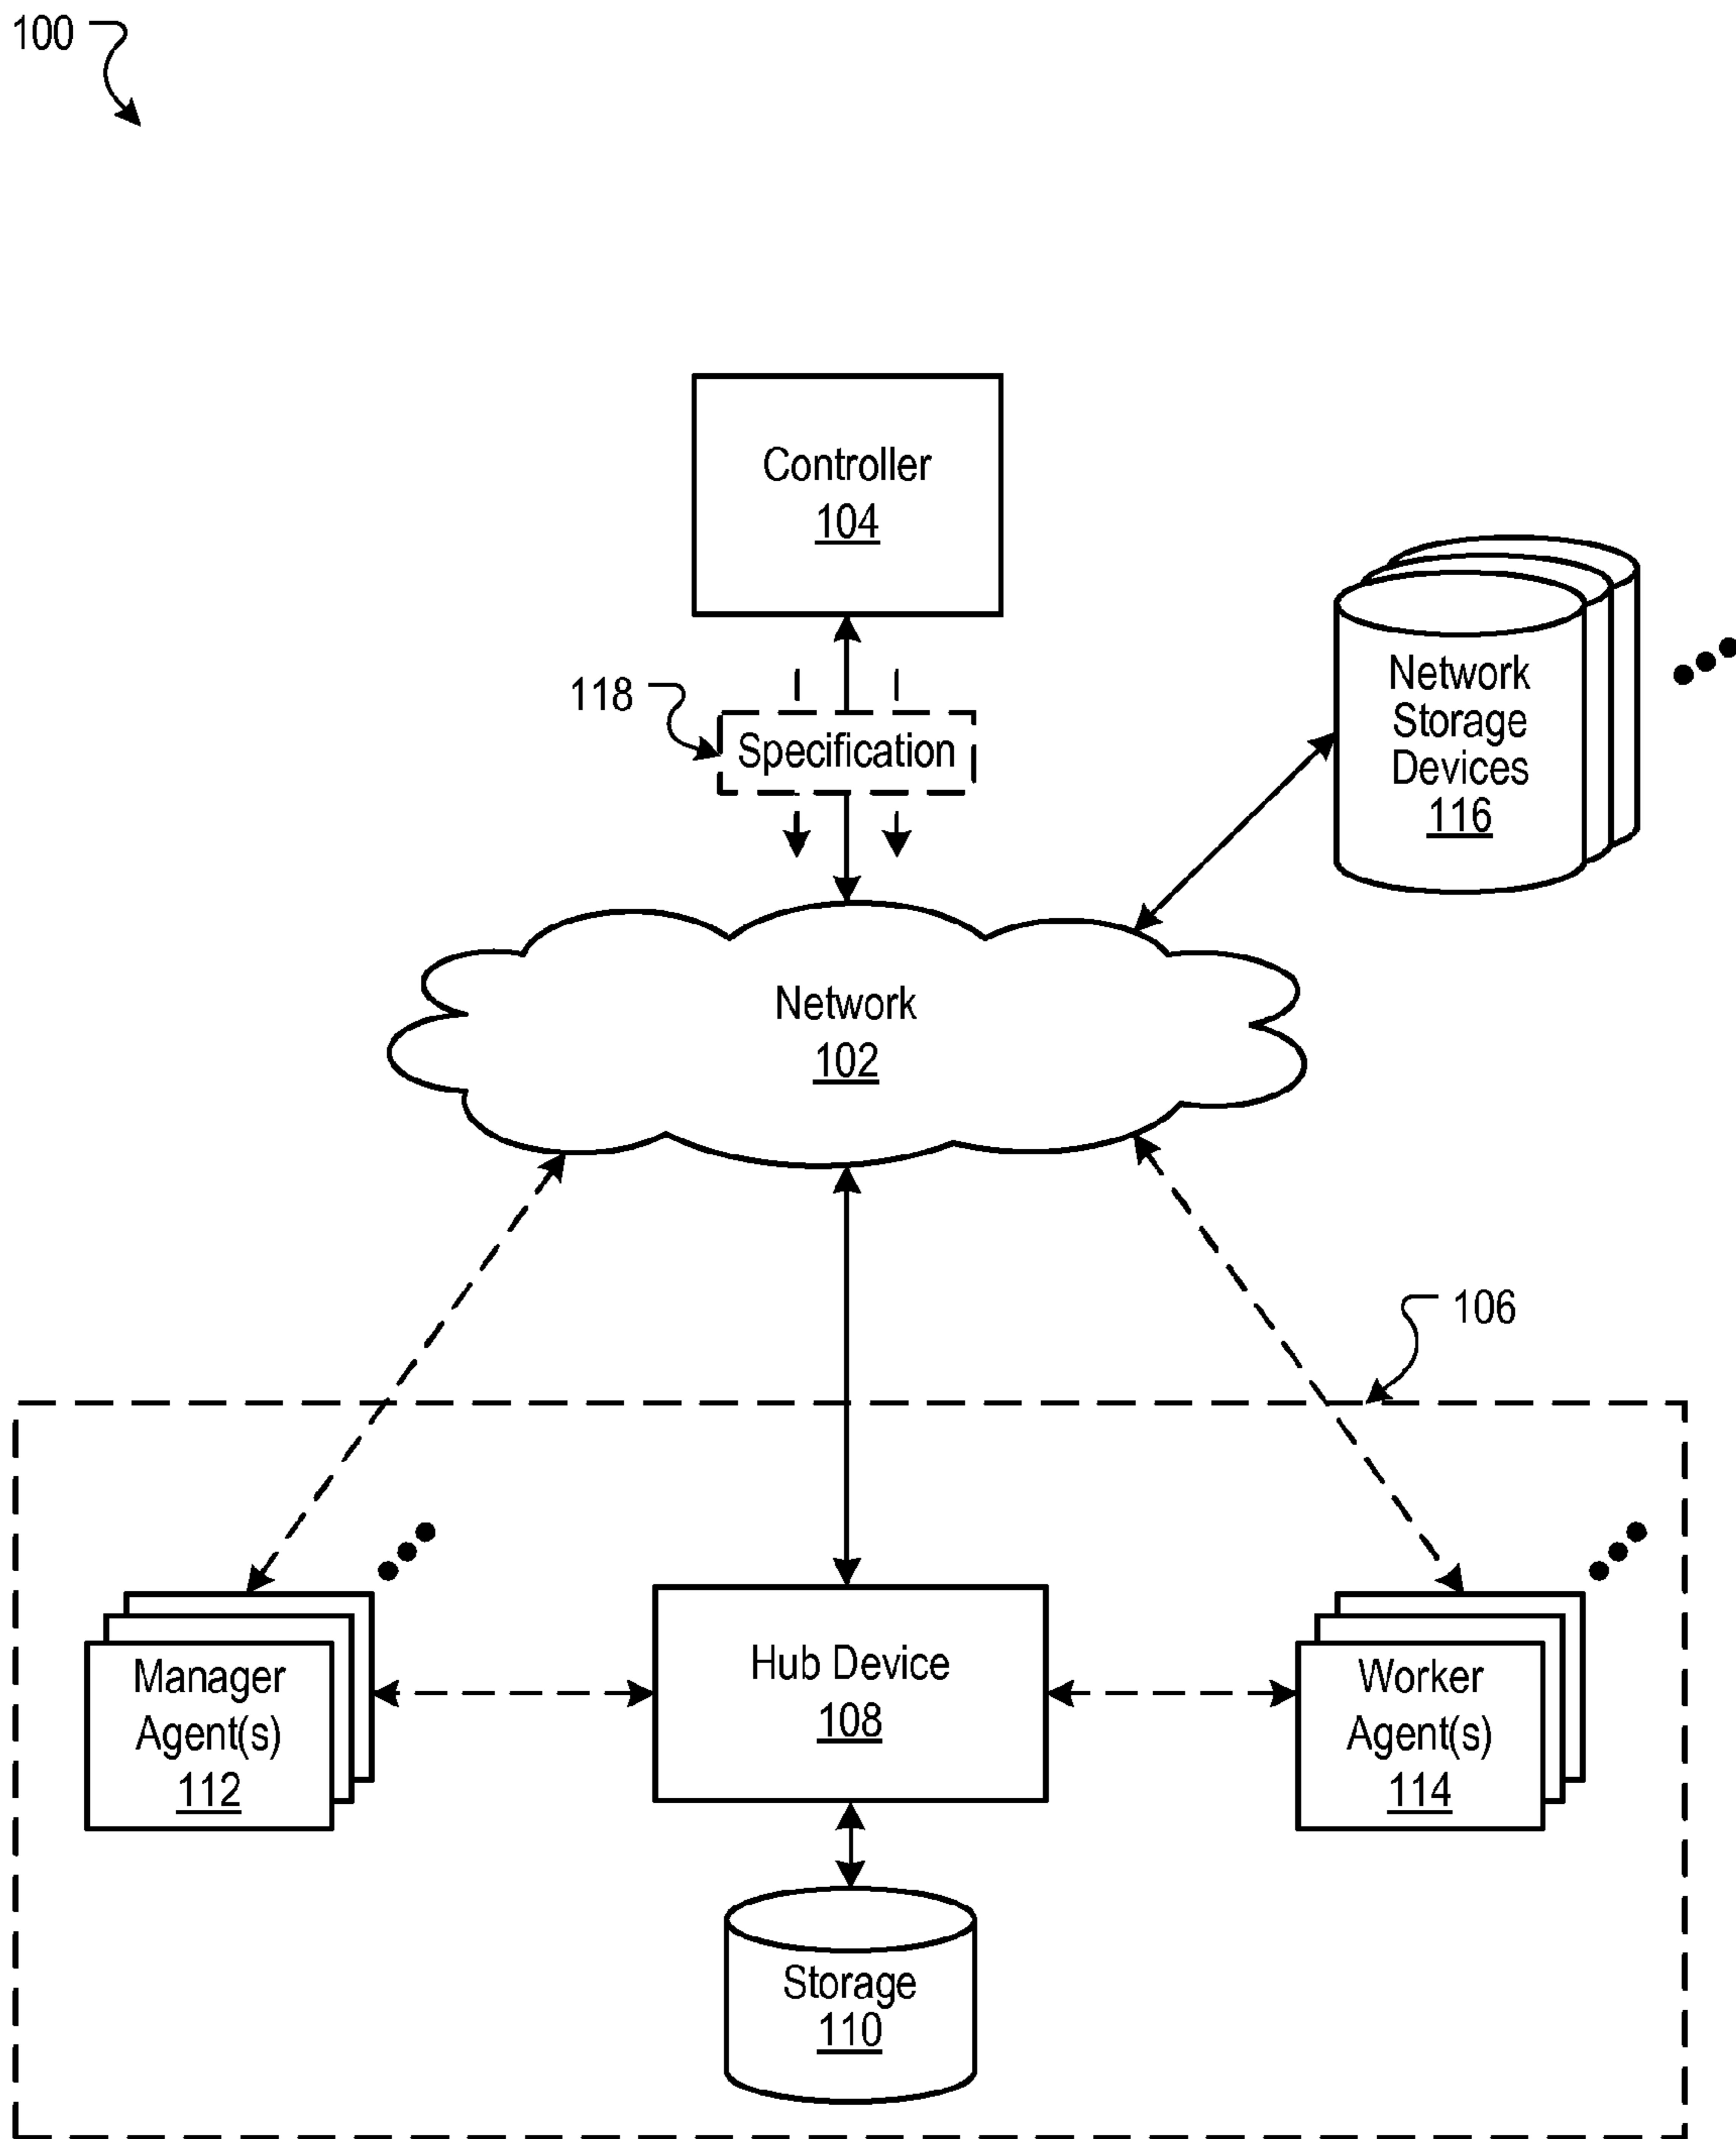 100
Controller
104
118
Specification
Network
Storage
Devices
116
Network
102
106
Manager
Agent(s)
112
Hub Device
108
Worker
Agent(s)
114
Storage
110